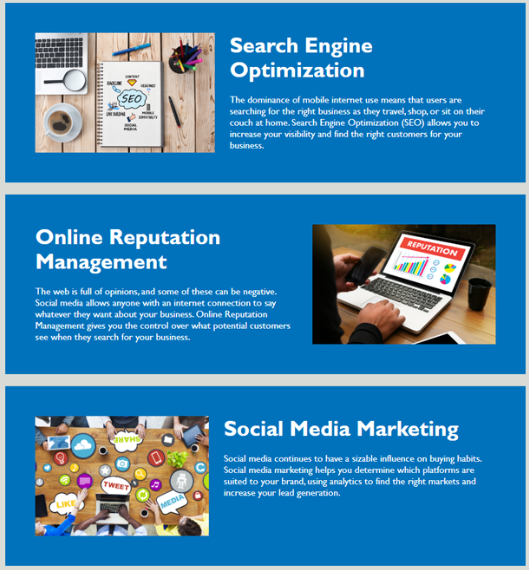 Search Engine
Optimization
The dominance of mobile internet use means that users are
searching for the right business as they travel, shop, or sit on their
couch at home. Search Engine Optimization (SEO) allows you to
increase your visibility and find the right customers for your
business.
CONTENT
SEO
SOCIAL
MEDIA
Online Reputation
Management
The web is full of opinions, and some of these can be negative.
Social media allows anyone with an internet connection to say
whatever they want about your business. Online Reputation
Management gives you the control over what potential customers
see when they search for your business.
REPUTATION
Social Media Marketing
Social media continues to have a sizable influence on buying habits.
Social media marketing helps you determine which platforms are
suited to your brand, using analytics to find the right markets and
increase your lead generation.
SHARE
TWEET
LIKE
MEDIA